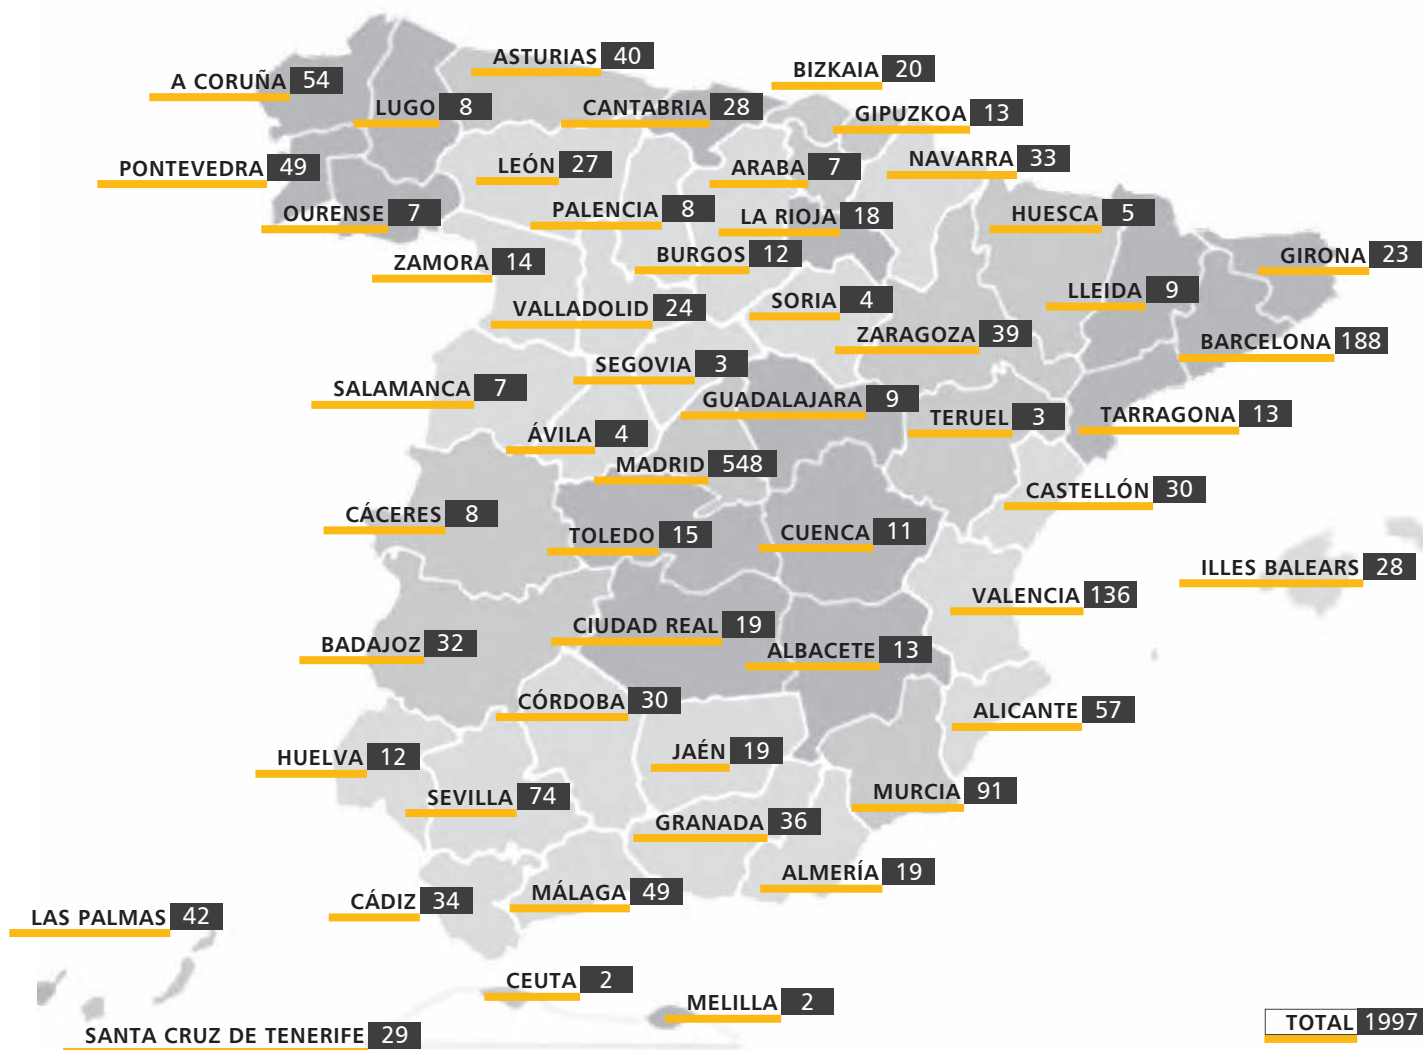 ASTURIAS 40
BIZKAIA 20
A CORUÑA 54
LUGO 8
CANTABRIA 28
GIPUZKOA 13
PONTEVEDRA 49
LEÓN 27
ARABA 7
NAVARRA 33
OURENSE 7
PALENCIA 8
LA RIOJA 18
HUESCA 5
ZAMORA 14
BURGOS 12
GIRONA 23
VALLADOLID 24
SORIA 4
LLEIDA 9
ZARAGOZA 39
BARCELONA 188
SEGOVIA 3
SALAMANCA 7
GUADALAJARA 9
TERUEL 3
TARRAGONA 13
ÁVILA 4
MADRID 548
CASTELLÓN 30
CÁCERES 8
TOLEDO 15
CUENCA 11
ILLES BALEARS 28
VALENCIA 136
CIUDAD REAL 19
BADAJOZ 32
ALBACETE 13
CÓRDOBA 30
ALICANTE 57
HUELVA 12
JAÉN 19
SEVILLA 74
MURCIA 91
GRANADA 36
ALMERÍA 19
CÁDIZ 34
MÁLAGA 49
LAS PALMAS 42
CEUTA 2
MELILLA 2
SANTA CRUZ DE TENERIFE 29
TOTAL 1997